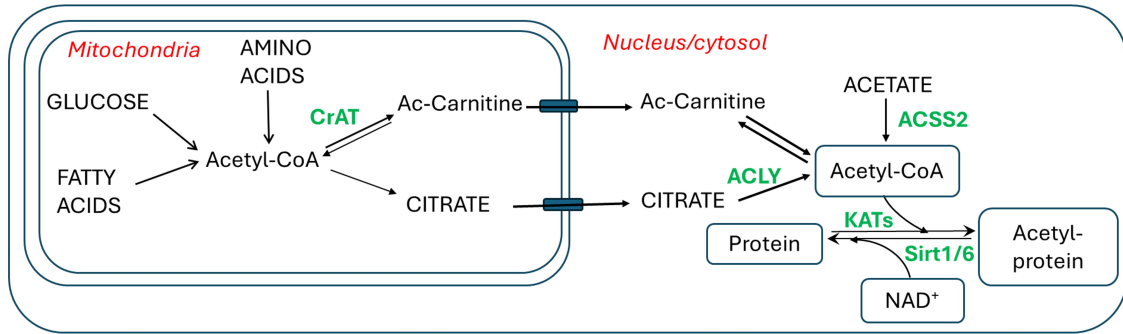 Mitochondria
AMINO
ACIDS
GLUCOSE
FATTY
ACIDS
Acetyl-CoA
CrAT
Ac-Carnitine
CITRATE
Nucleus/cytosol
Ac-Carnitine
CITRATE
ACLY
ACETATE
ACSS2
Acetyl-CoA
KATs
Protein
Sirt1/6
Acetyl-
protein
NAD⁺